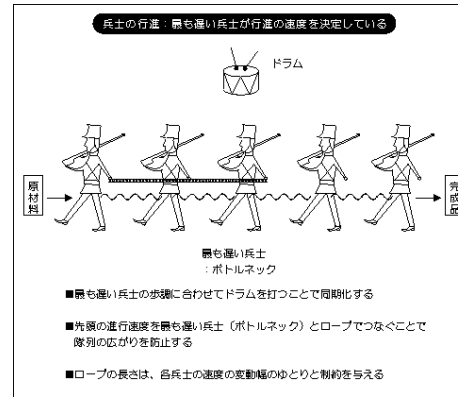 兵士の行進：最も遅い兵士が行進の速度を決定している
ドラム
原材料
完成品
最も遅い兵士
：ボトルネック
■最も遅い兵士の歩調に合わせてドラムを打つことで同期化する
■先頭の進行速度を最も遅い兵士（ボトルネック）とロープでつなぐことで
隊列の広がりを防止する
■ロープの長さは、各兵士の速度の変動幅のゆとりと制約を与える